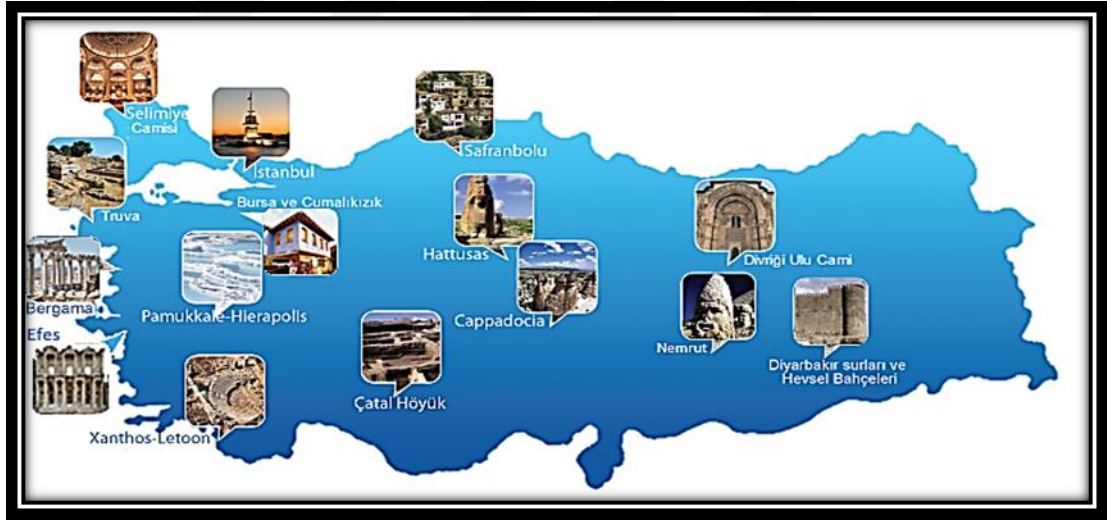 Selimiye
Camisi
İstanbul
Safranbolu
Truva
Bursa ve Cumalıkızık
Hattusas
Divriği Ulu Cami
Bergama
Pamukkale-Hierapolis
Cappadocia
Efes
Nemrut
Diyarbakır surları ve
Hevsel Bahçeleri
Çatal Höyük
Xanthos-Letoon